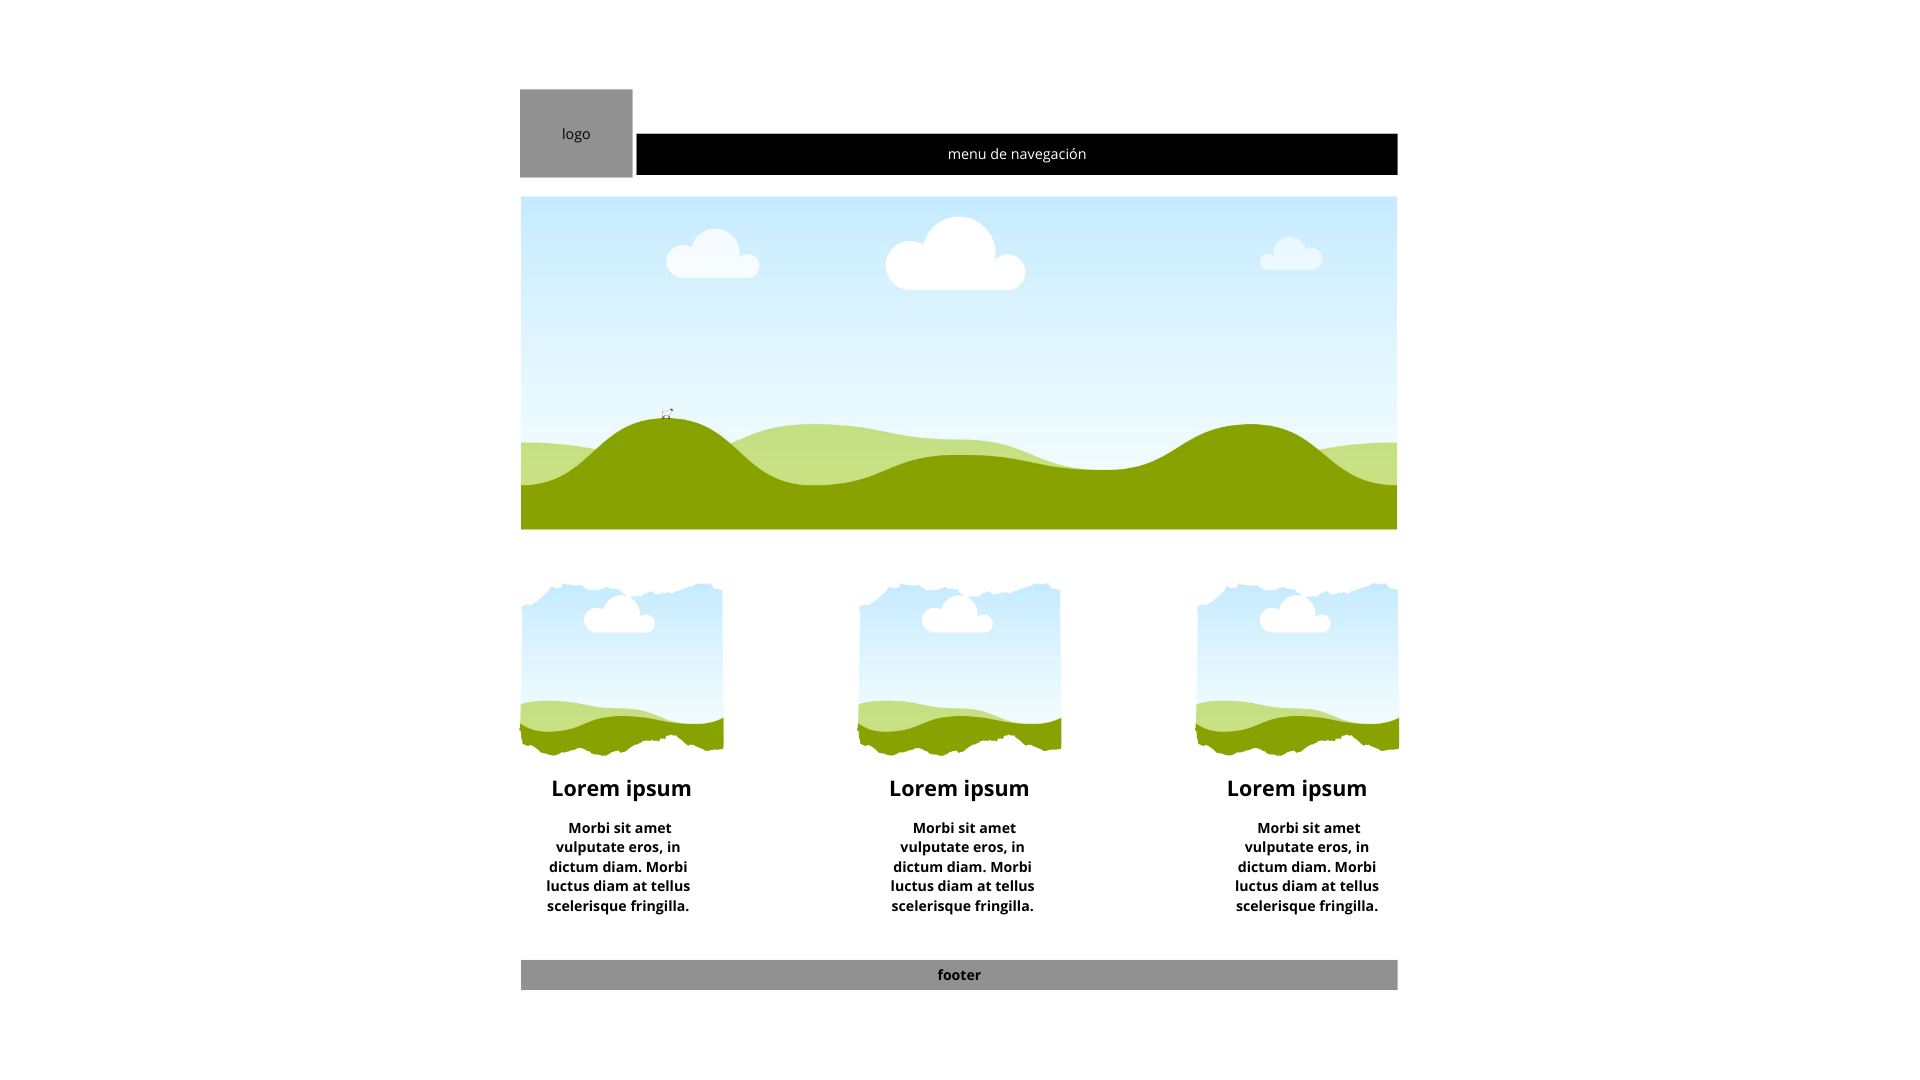 logo
menu de navegación
Lorem ipsum
Morbi sit amet
vulputate eros, in
dictum diam. Morbi
luctus diam at tellus
scelerisque fringilla.
Lorem ipsum
Morbi sit amet
vulputate eros, in
dictum diam. Morbi
luctus diam at tellus
scelerisque fringilla.
Lorem ipsum
Morbi sit amet
vulputate eros, in
dictum diam. Morbi
luctus diam at tellus
scelerisque fringilla.
footer